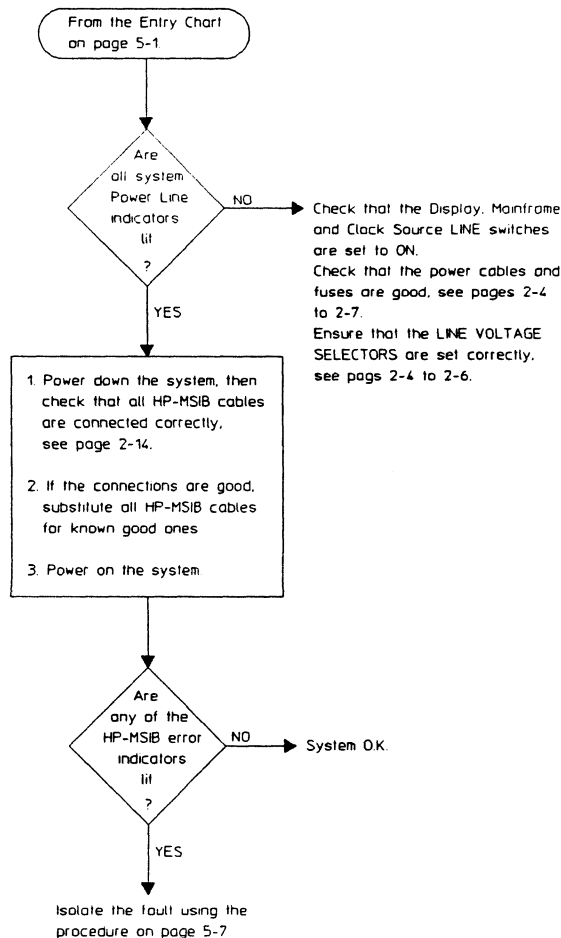 From the Entry Chart
on page 5-1.
Are
all system
Power Line
indicators
lit
?
NO
Check that the Display, Mainframe
and Clock Source LINE switches
are set to ON.
Check that the power cables and
fuses are good, see pages 2-4
to 2-7.
Ensure that the LINE VOLTAGE
SELECTORS are set correctly,
see pags 2-4 to 2-6.
YES
1. Power down the system, then
check that all HP-MSIB cables
are connected correctly,
see page 2-14.
2. If the connections are good,
substitute all HP-MSIB cables
for known good ones
3. Power on the system
Are
any of the
HP-MSIB error
indicators
lit
?
NO
System O.K.
YES
Isolate the fault using the
procedure on page 5-7